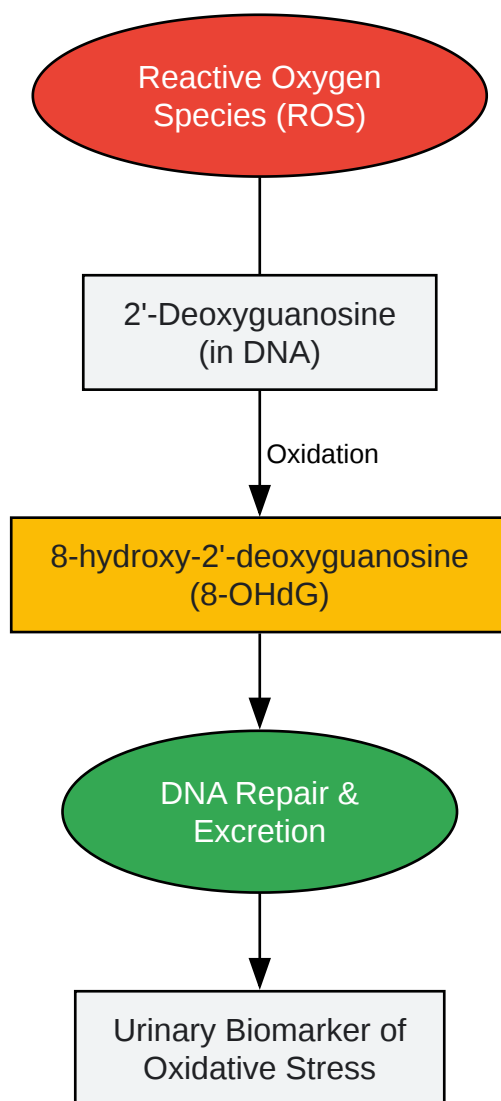 Reactive Oxygen
Species (ROS)
2'-Deoxyguanosine
(in DNA)
Oxidation
8-hydroxy-2'-deoxyguanosine
(8-OHdG)
DNA Repair &
Excretion
Urinary Biomarker of
Oxidative Stress